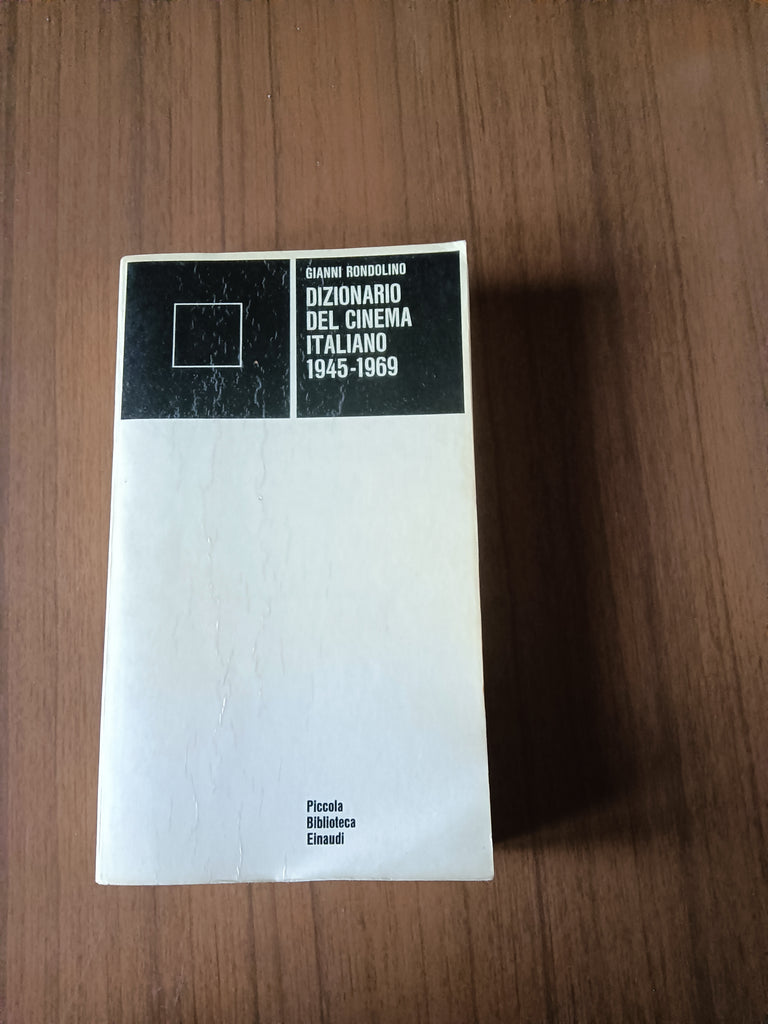 GIANNI RONDOLINO
DIZIONARIO
DEL CINEMA
ITALIANO
1945-1969
Piccola
Biblioteca
Einaudi